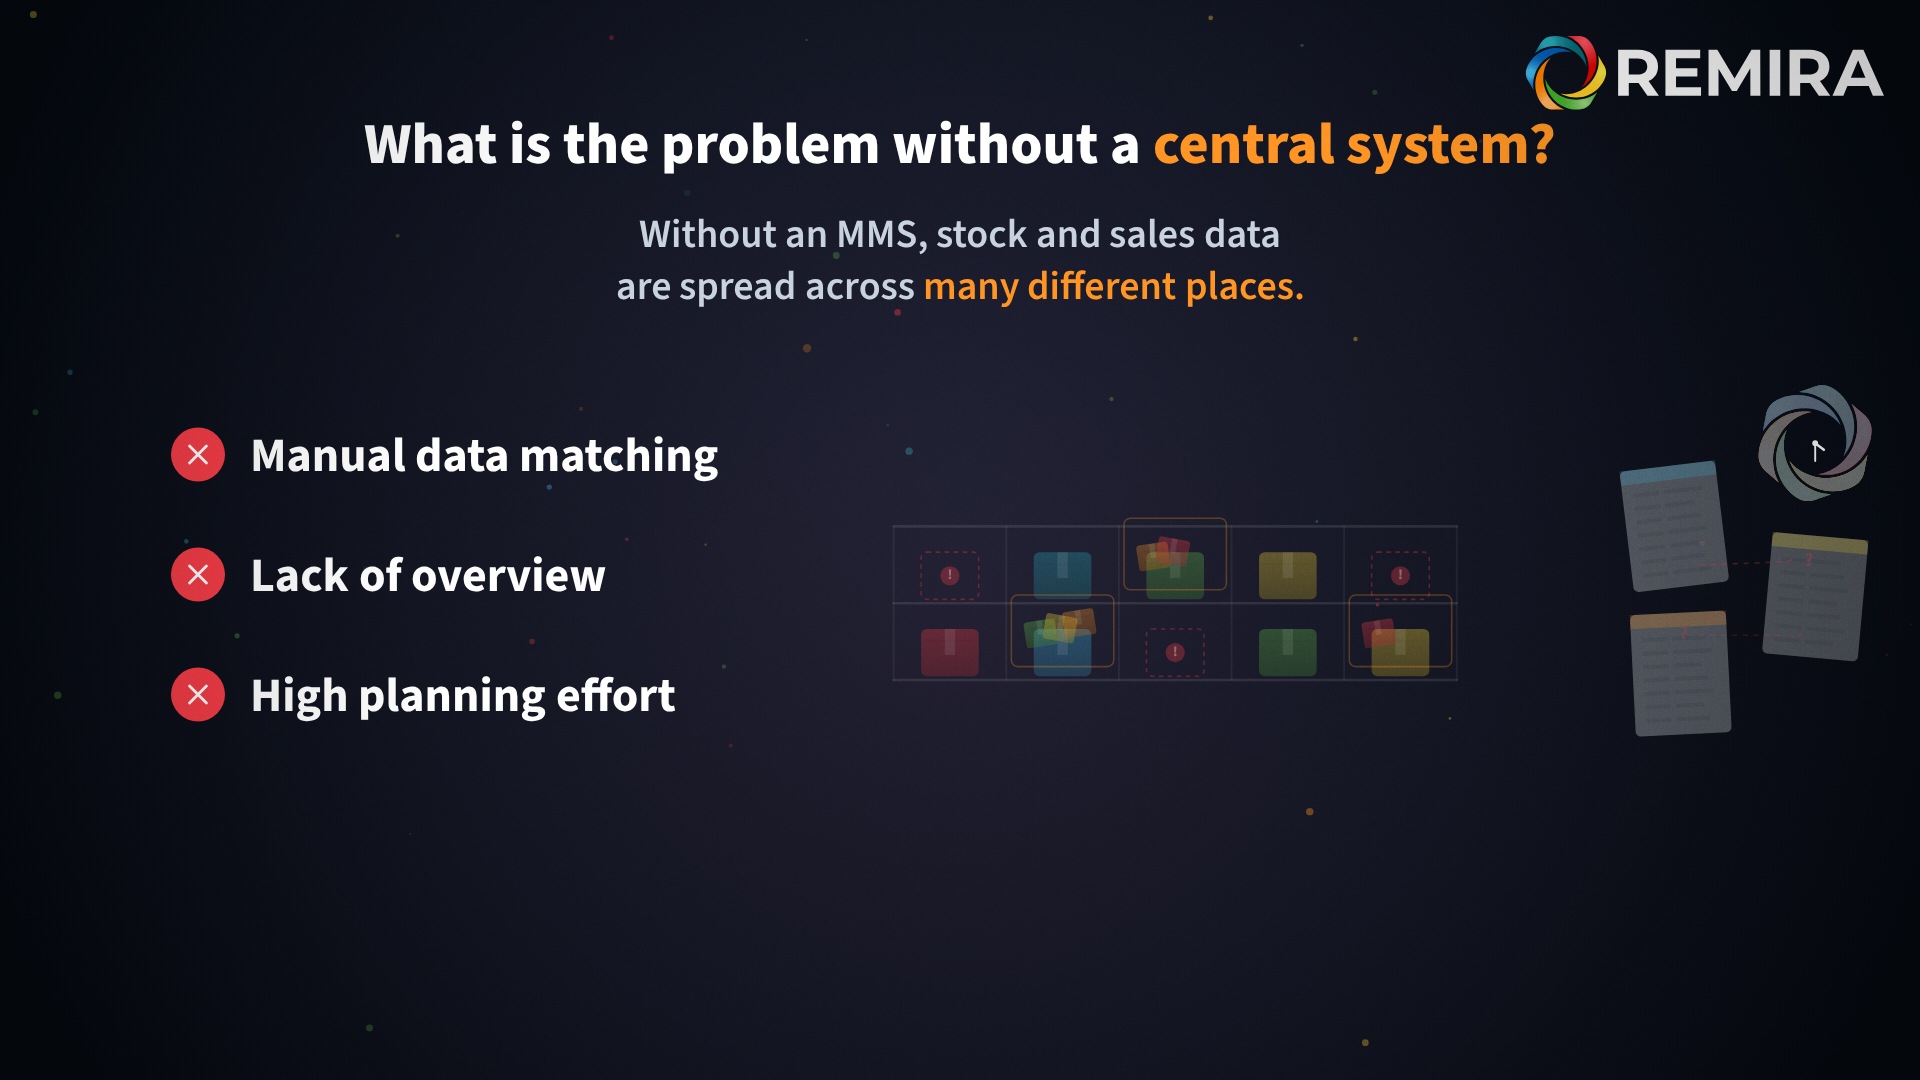 REMIRA
What is the problem without a central system?
Without an MMS, stock and sales data
are spread across many different places.
Manual data matching
Lack of overview
High planning effort
!
!
!
?
?